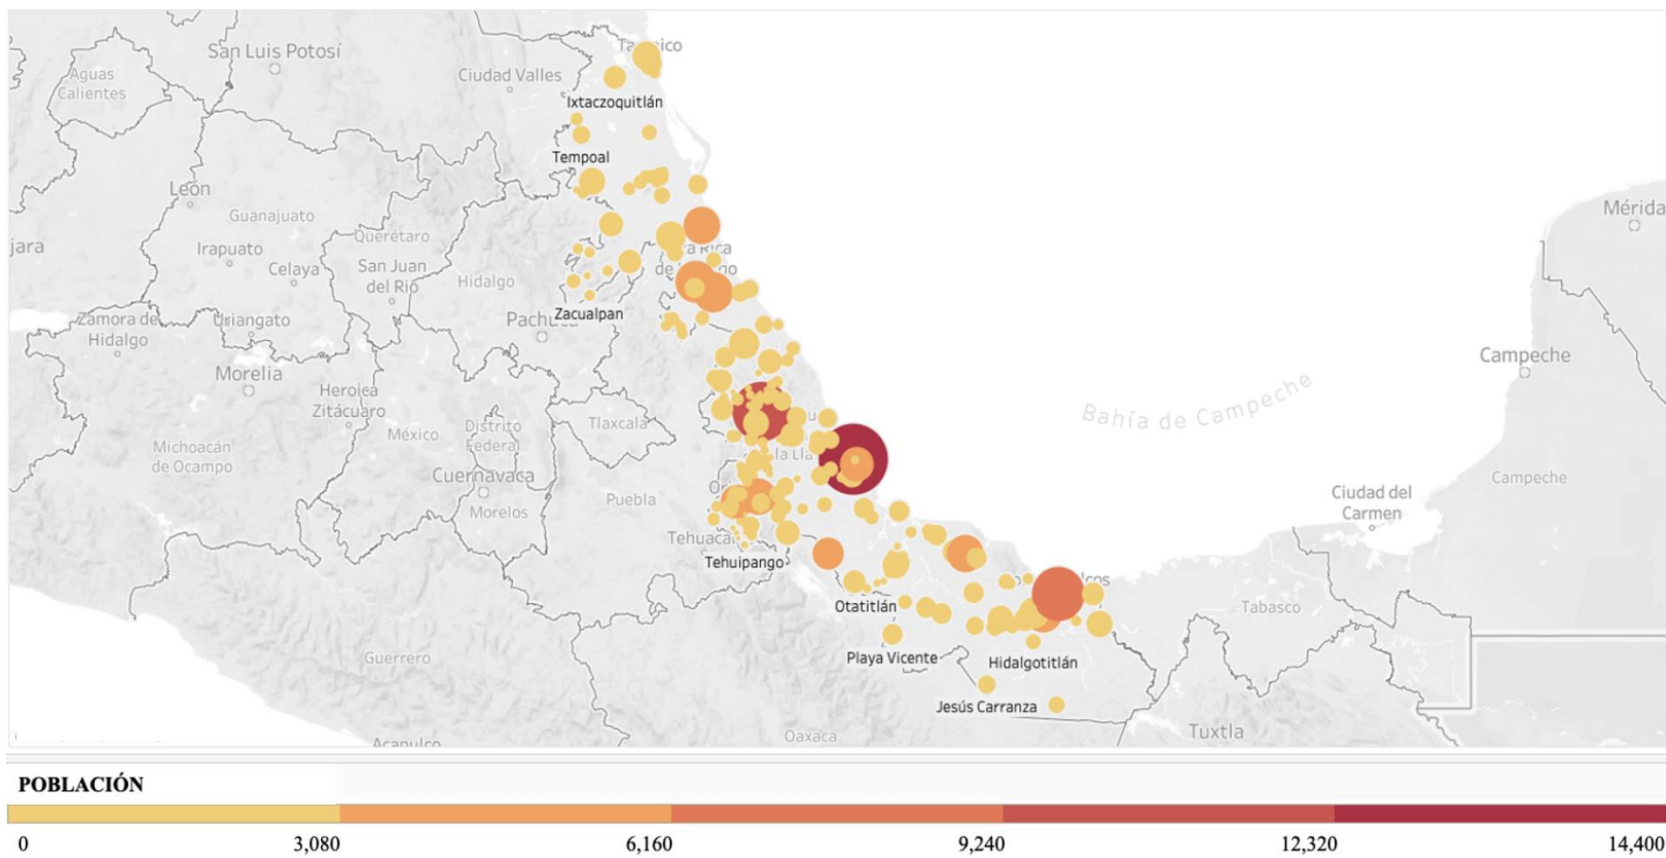 San Luis Potosí
Tampico
Ciudad Valles
Aguas
Calientes
Ixtaczoquitlán
Tempoal
León
Mérida
Guanajuato
jara
Irapuato
Querétaro
Celaya
San Juan
del Río
Hidalgo
Zacualpan
Zamora de
Hidalgo
Uriangato
Pachuca
Campeche
Morelia
Heroica
Zitácuaro
Bahía de Campeche
México
Distrito
Federal
Tlaxcala
Michoacán
de Ocampo
Cuernavaca
Morelos
Puebla
Campeche
Ciudad del
Carmen
Tehuacán
Tehuipango
Otatitlán
Tabasco
Playa Vicente
Hidalgotitlán
Guerrero
Jesús Carranza
Oaxaca
Tuxtla
Acapulco
POBLACIÓN
0 3,080 6,160 9,240 12,320 14,400